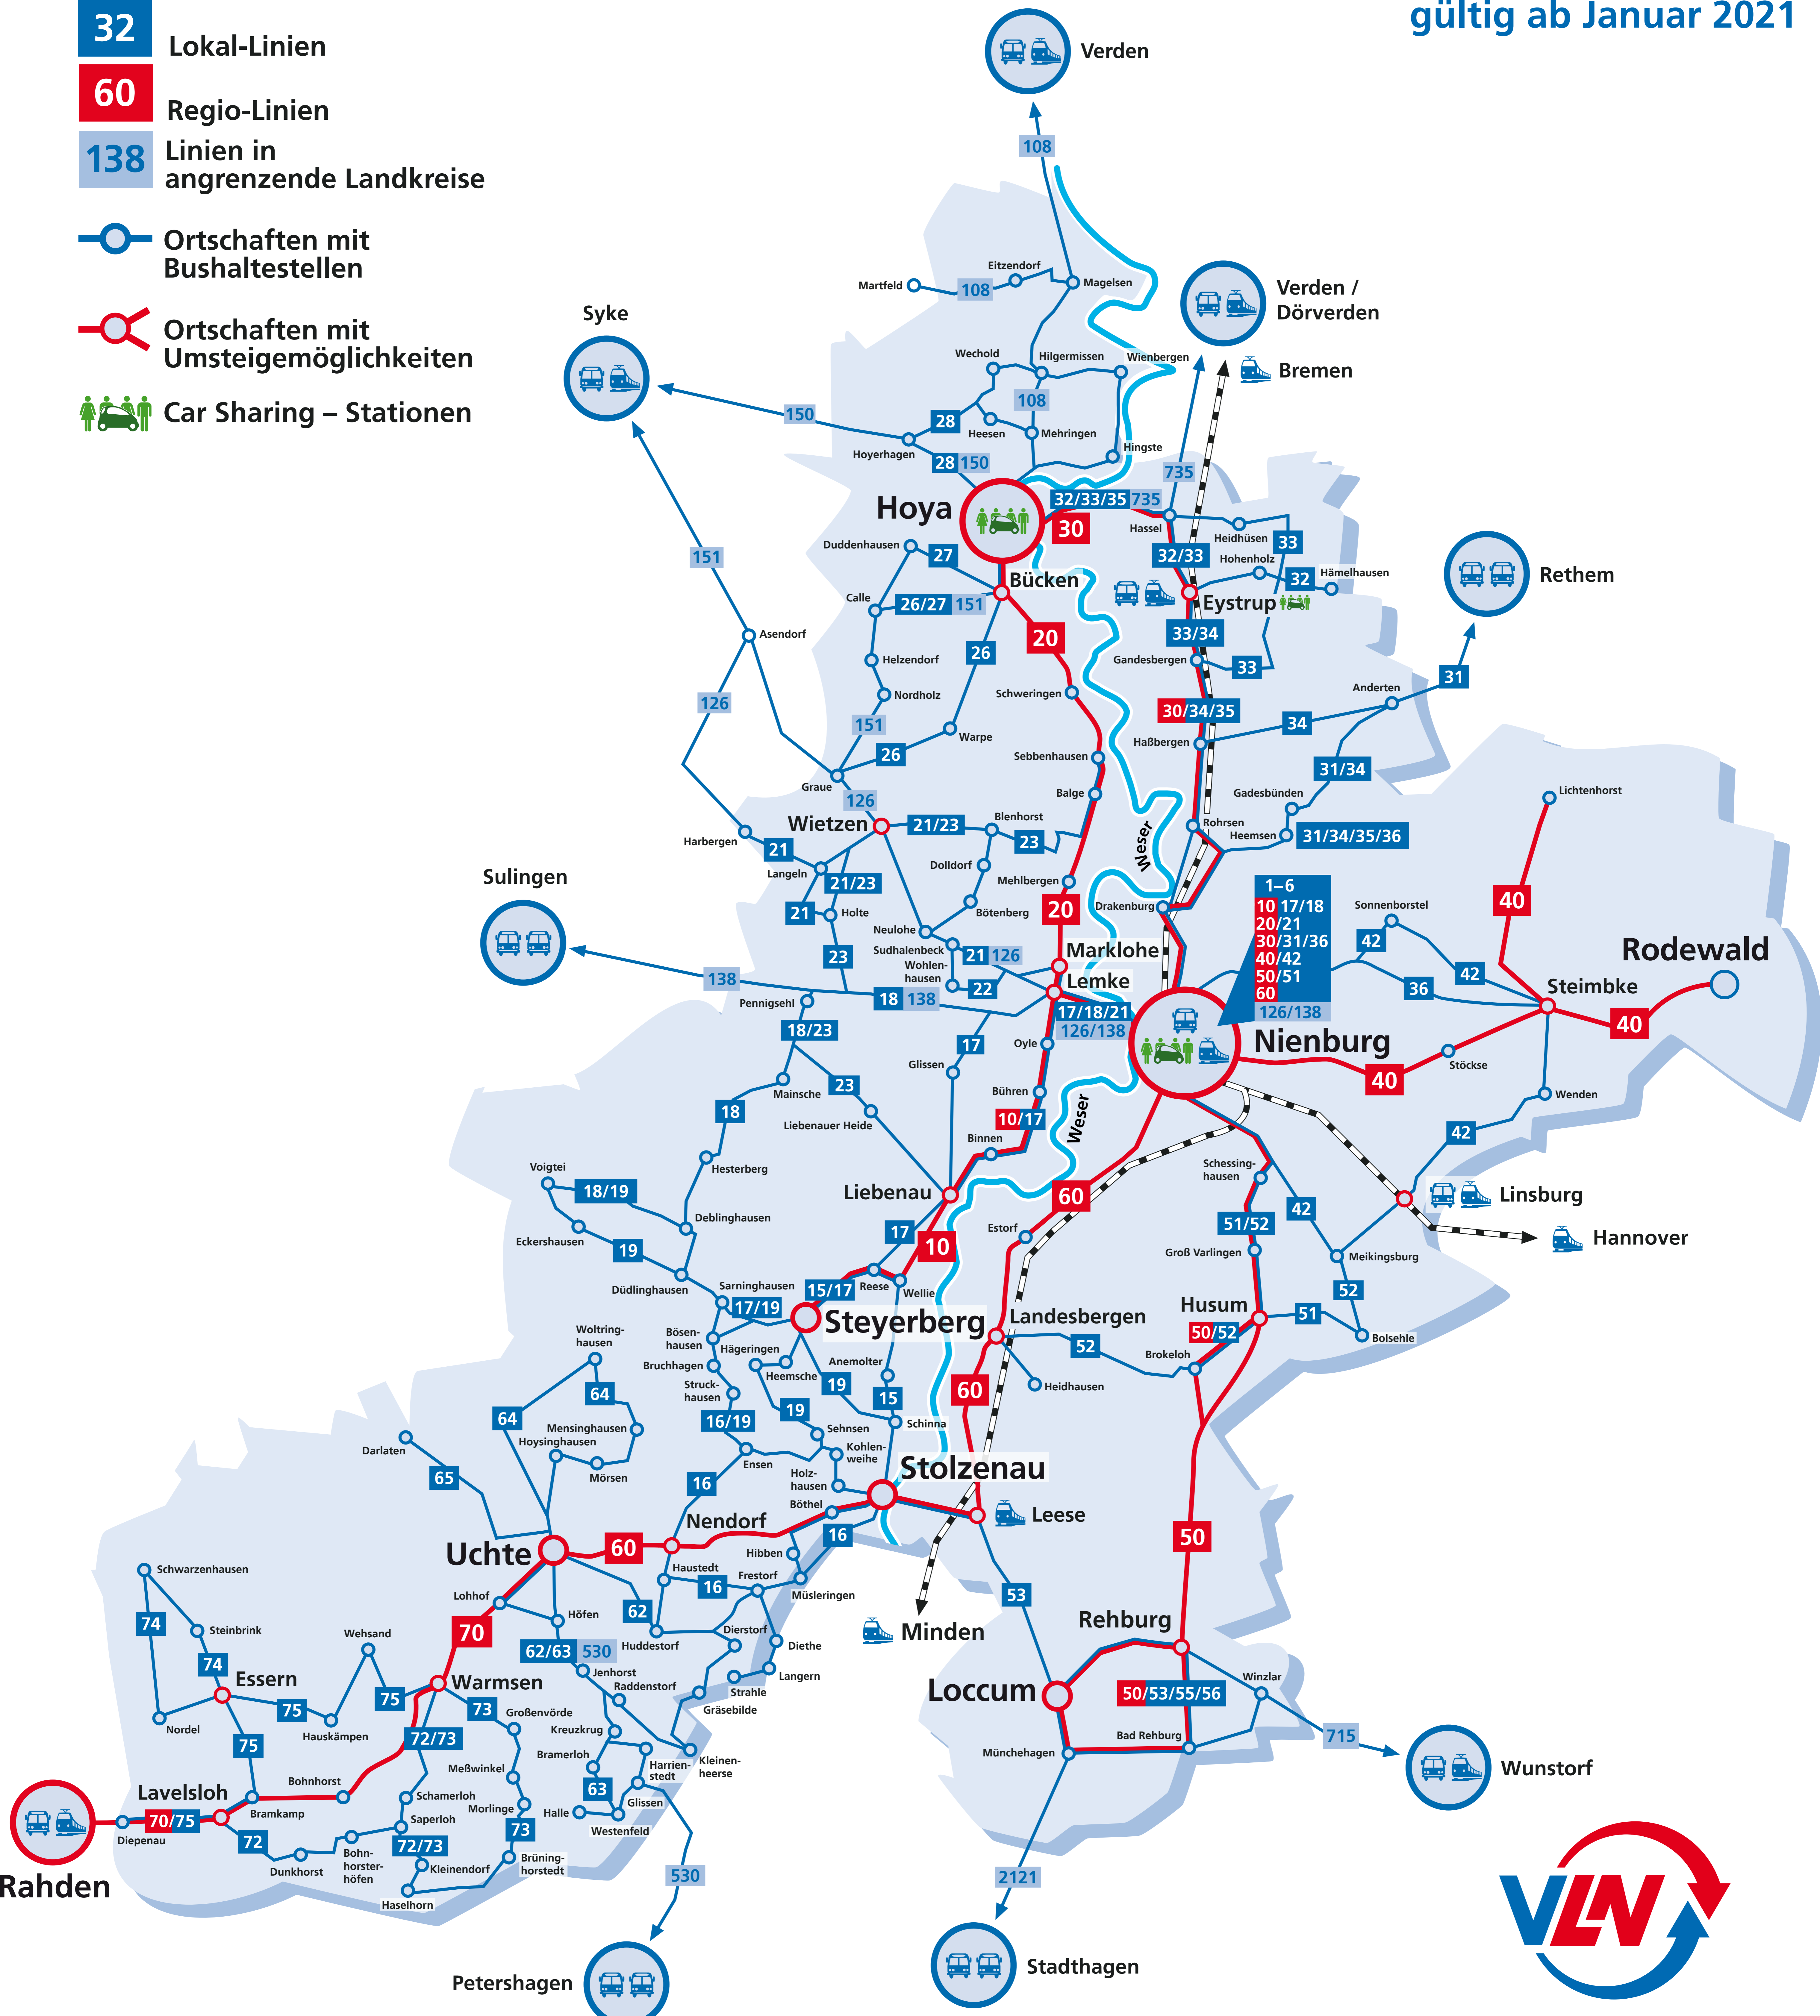 gültig ab Januar 2021
32
Lokal-Linien
60
Regio-Linien
138
Linien in
angrenzende Landkreise
Ortschaften mit
Bushaltestellen
Ortschaften mit
Umsteigemöglichkeiten
Car Sharing – Stationen
Verden
108
Martfeld
108
Eitzendorf
Magelsen
Verden /
Dörverden
Bremen
Syke
150
Wechold
Hilgermissen
Wienbergen
108
28
Heesen
Mehringen
Hoyerhagen
Hingste
28 150
735
Hoya
32/33/35 735
30
Hassel
Heidhüsen
33
32/33
Hohenholz
32
Hämelhausen
Rethem
151
Duddenhausen
27
Bücken
Eystrup
Calle
26/27 151
20
33/34
Asendorf
Helzendorf
26
Gandesbergen
33
31
Nordholz
Schweringen
Anderten
126
151
Warpe
30/34/35
34
26
Sebbenhausen
Haßbergen
31/34
Graue
126
Balge
Gadesbünden
Lichtenhorst
Wietzen
21/23
Blenhorst
23
Weser
Rohrsen
Heemsen
31/34/35/36
Harbergen
21
Langeln
Dolldorf
Mehlbergen
21/23
Sulingen
21
Holte
Bötenberg
20
Drakenburg
1–6
10 17/18
20/21
30/31/36
40/42
50/51
60
126/138
Sonnenborstel
40
42
Neulohe
Sudhalenbeck
21 126
Marklohe
Rodewald
23
Wohlen-
hausen
22
Lemke
42
36
Steimbke
138
Pennigsehl
18 138
17/18/21
126/138
40
18/23
17
Oyle
Nienburg
Stöckse
40
Glissen
Mainsche
23
Bühren
Wenden
18
Liebenauer Heide
10/17
Weser
42
Binnen
Hesterberg
Schessing-
hausen
Voigtei
18/19
Liebenau
60
42
Linsburg
Deblinghausen
Estorf
51/52
Eckershausen
19
17
10
Groß Varlingen
Meikingsburg
Hannover
Düdlinghausen
Sarninghausen
15/17
Reese
Wellie
52
17/19
Steyerberg
Landesbergen
Husum
51
Bolsehle
Woltring-
hausen
Bösen-
hausen
50/52
Hägeringen
Bruchhagen
Heemsche
Anemolter
52
Brokeloh
Struck-
hausen
19
15
60
Heidhausen
64
64
16/19
19
Schinna
Mensinghausen
Sehnsen
Darlaten
Hoysinghausen
Kohlen-
weihe
65
Mörsen
Ensen
Holz-
hausen
Stolzenau
16
Böthel
Nendorf
Leese
50
Uchte
60
16
Hibben
Haustedt
16
Frestorf
Müsleringen
53
Schwarzenhausen
Lohhof
Höfen
62
74
Steinbrink
Wehsand
70
62/63 530
Huddestorf
Dierstorf
Diethe
Minden
Rehburg
74
Essern
Jenhorst
Langern
Winzlar
Warmsen
Raddenstorf
Strahle
Loccum
50/53/55/56
75
75
73
Großenvörde
Gräsebilde
Nordel
Hauskämpen
72/73
Kreuzkrug
Bad Rehburg
715
75
Bramerloh
Harrien-
stedt
Kleinen-
heerse
Münchehagen
Wunstorf
Meßwinkel
Lavelsloh
Bohnhorst
63
Schamerloh
Glissen
Morlinge
Halle
70/75
Bramkamp
Saperloh
Westenfeld
Diepenau
72
72/73
73
Dunkhorst
Bohn-
horster-
höfen
Kleinendorf
Brüning-
horstedt
Rahden
Haselhorn
530
2121
Petershagen
Stadthagen
VLN